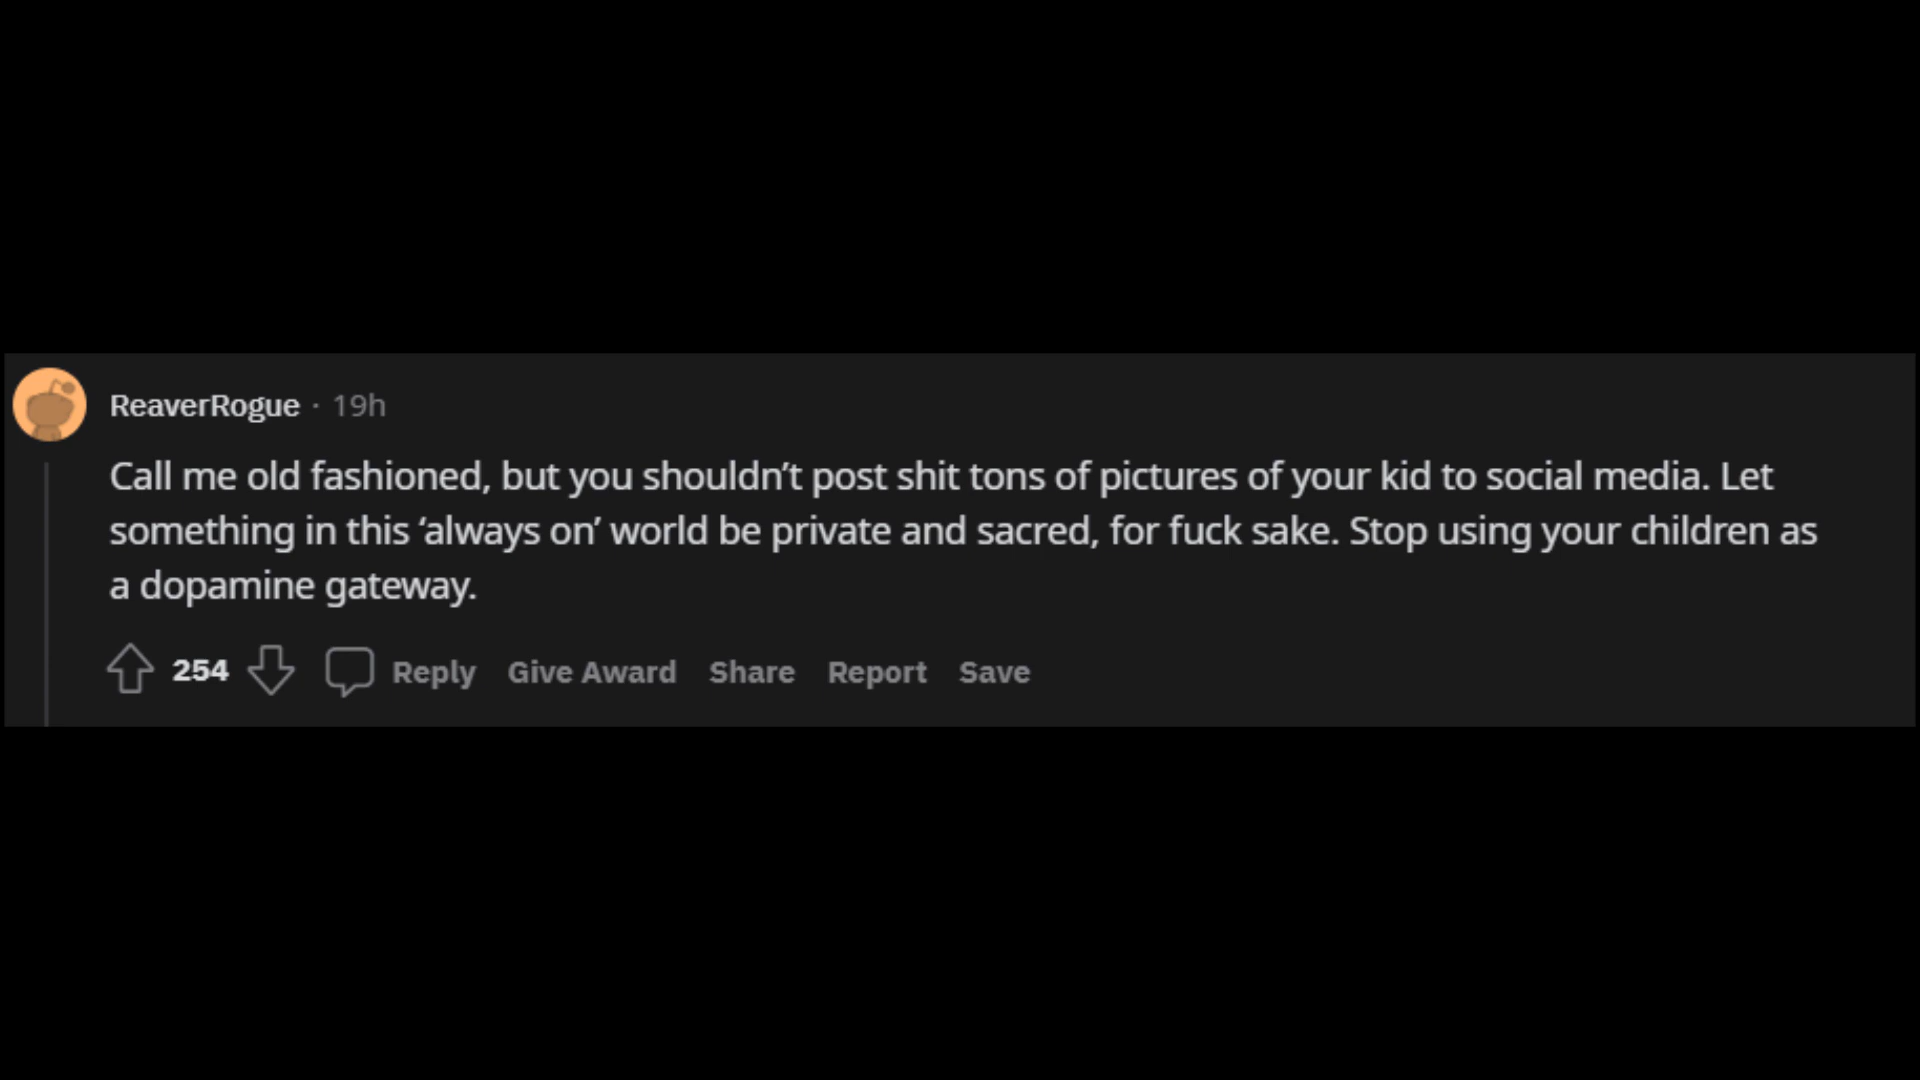 ReaverRogue · 19h
Call me old fashioned, but you shouldn’t post shit tons of pictures of your kid to social media. Let
something in this ‘always on’ world be private and sacred, for fuck sake. Stop using your children as
a dopamine gateway.
254 Reply Give Award Share Report Save